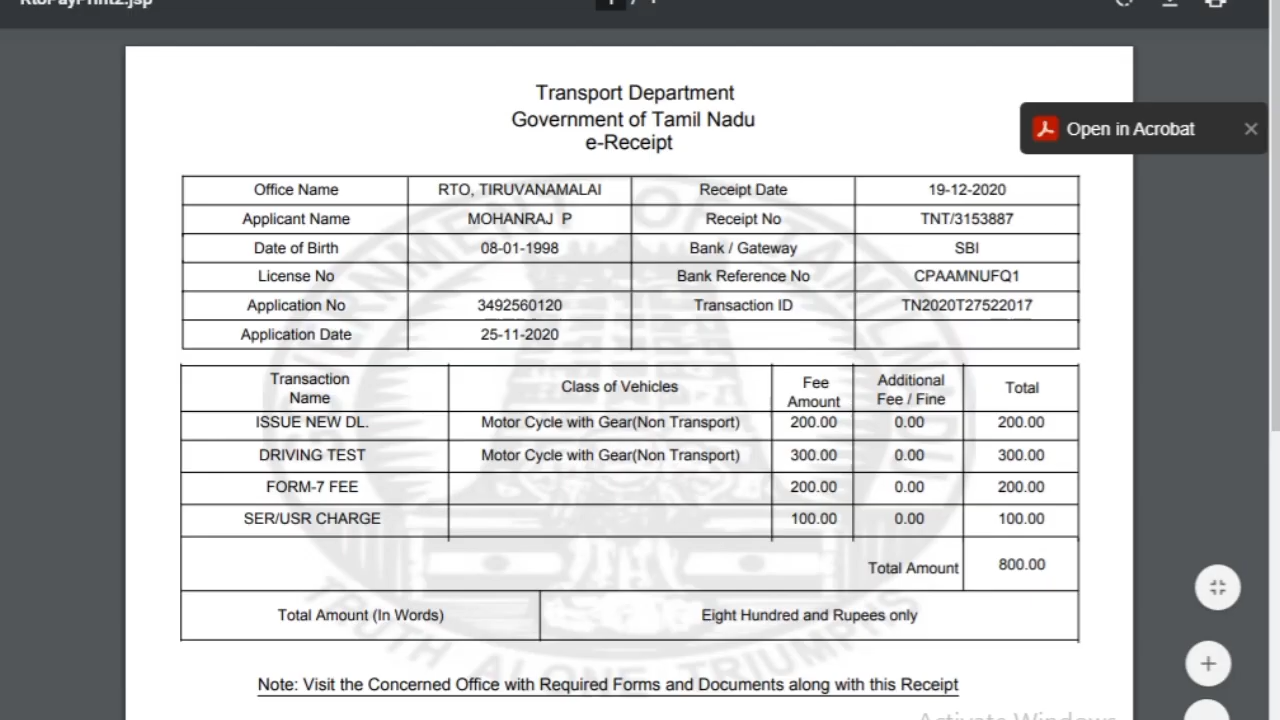 RtoPayPrint2.jsp
Transport Department
Government of Tamil Nadu
e-Receipt
Open in Acrobat
Office Name RTO, TIRUVANAMALAI Receipt Date 19-12-2020
Applicant Name MOHANRAJ P Receipt No TNT/3153887
Date of Birth 08-01-1998 Bank / Gateway SBI
License No Bank Reference No CPAAMNUFQ1
Application No 3492560120 Transaction ID TN2020T27522017
Application Date 25-11-2020
Transaction Name Class of Vehicles Fee Amount Additional Fee / Fine Total
ISSUE NEW DL. Motor Cycle with Gear(Non Transport) 200.00 0.00 200.00
DRIVING TEST Motor Cycle with Gear(Non Transport) 300.00 0.00 300.00
FORM-7 FEE 200.00 0.00 200.00
SER/USR CHARGE 100.00 0.00 100.00
Total Amount 800.00
Total Amount (In Words) Eight Hundred and Rupees only
TRUTH ALONE TRIUMPHS
Note: Visit the Concerned Office with Required Forms and Documents along with this Receipt
Activate Windows